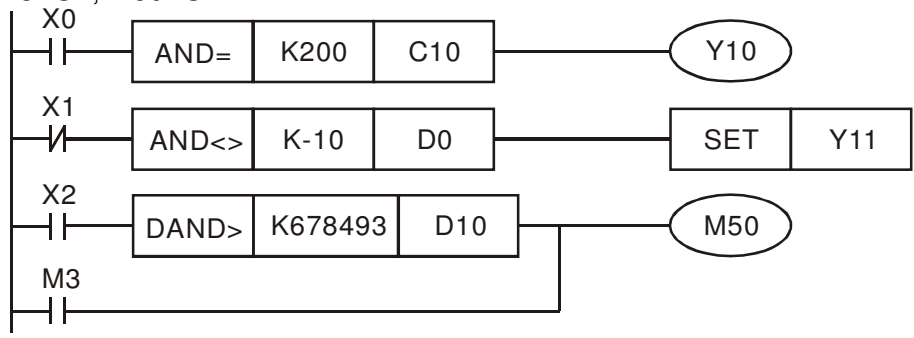 X0
AND= K200 C10 Y10
X1
AND<> K-10 D0 SET Y11
X2
DAND> K678493 D10 M50
M3